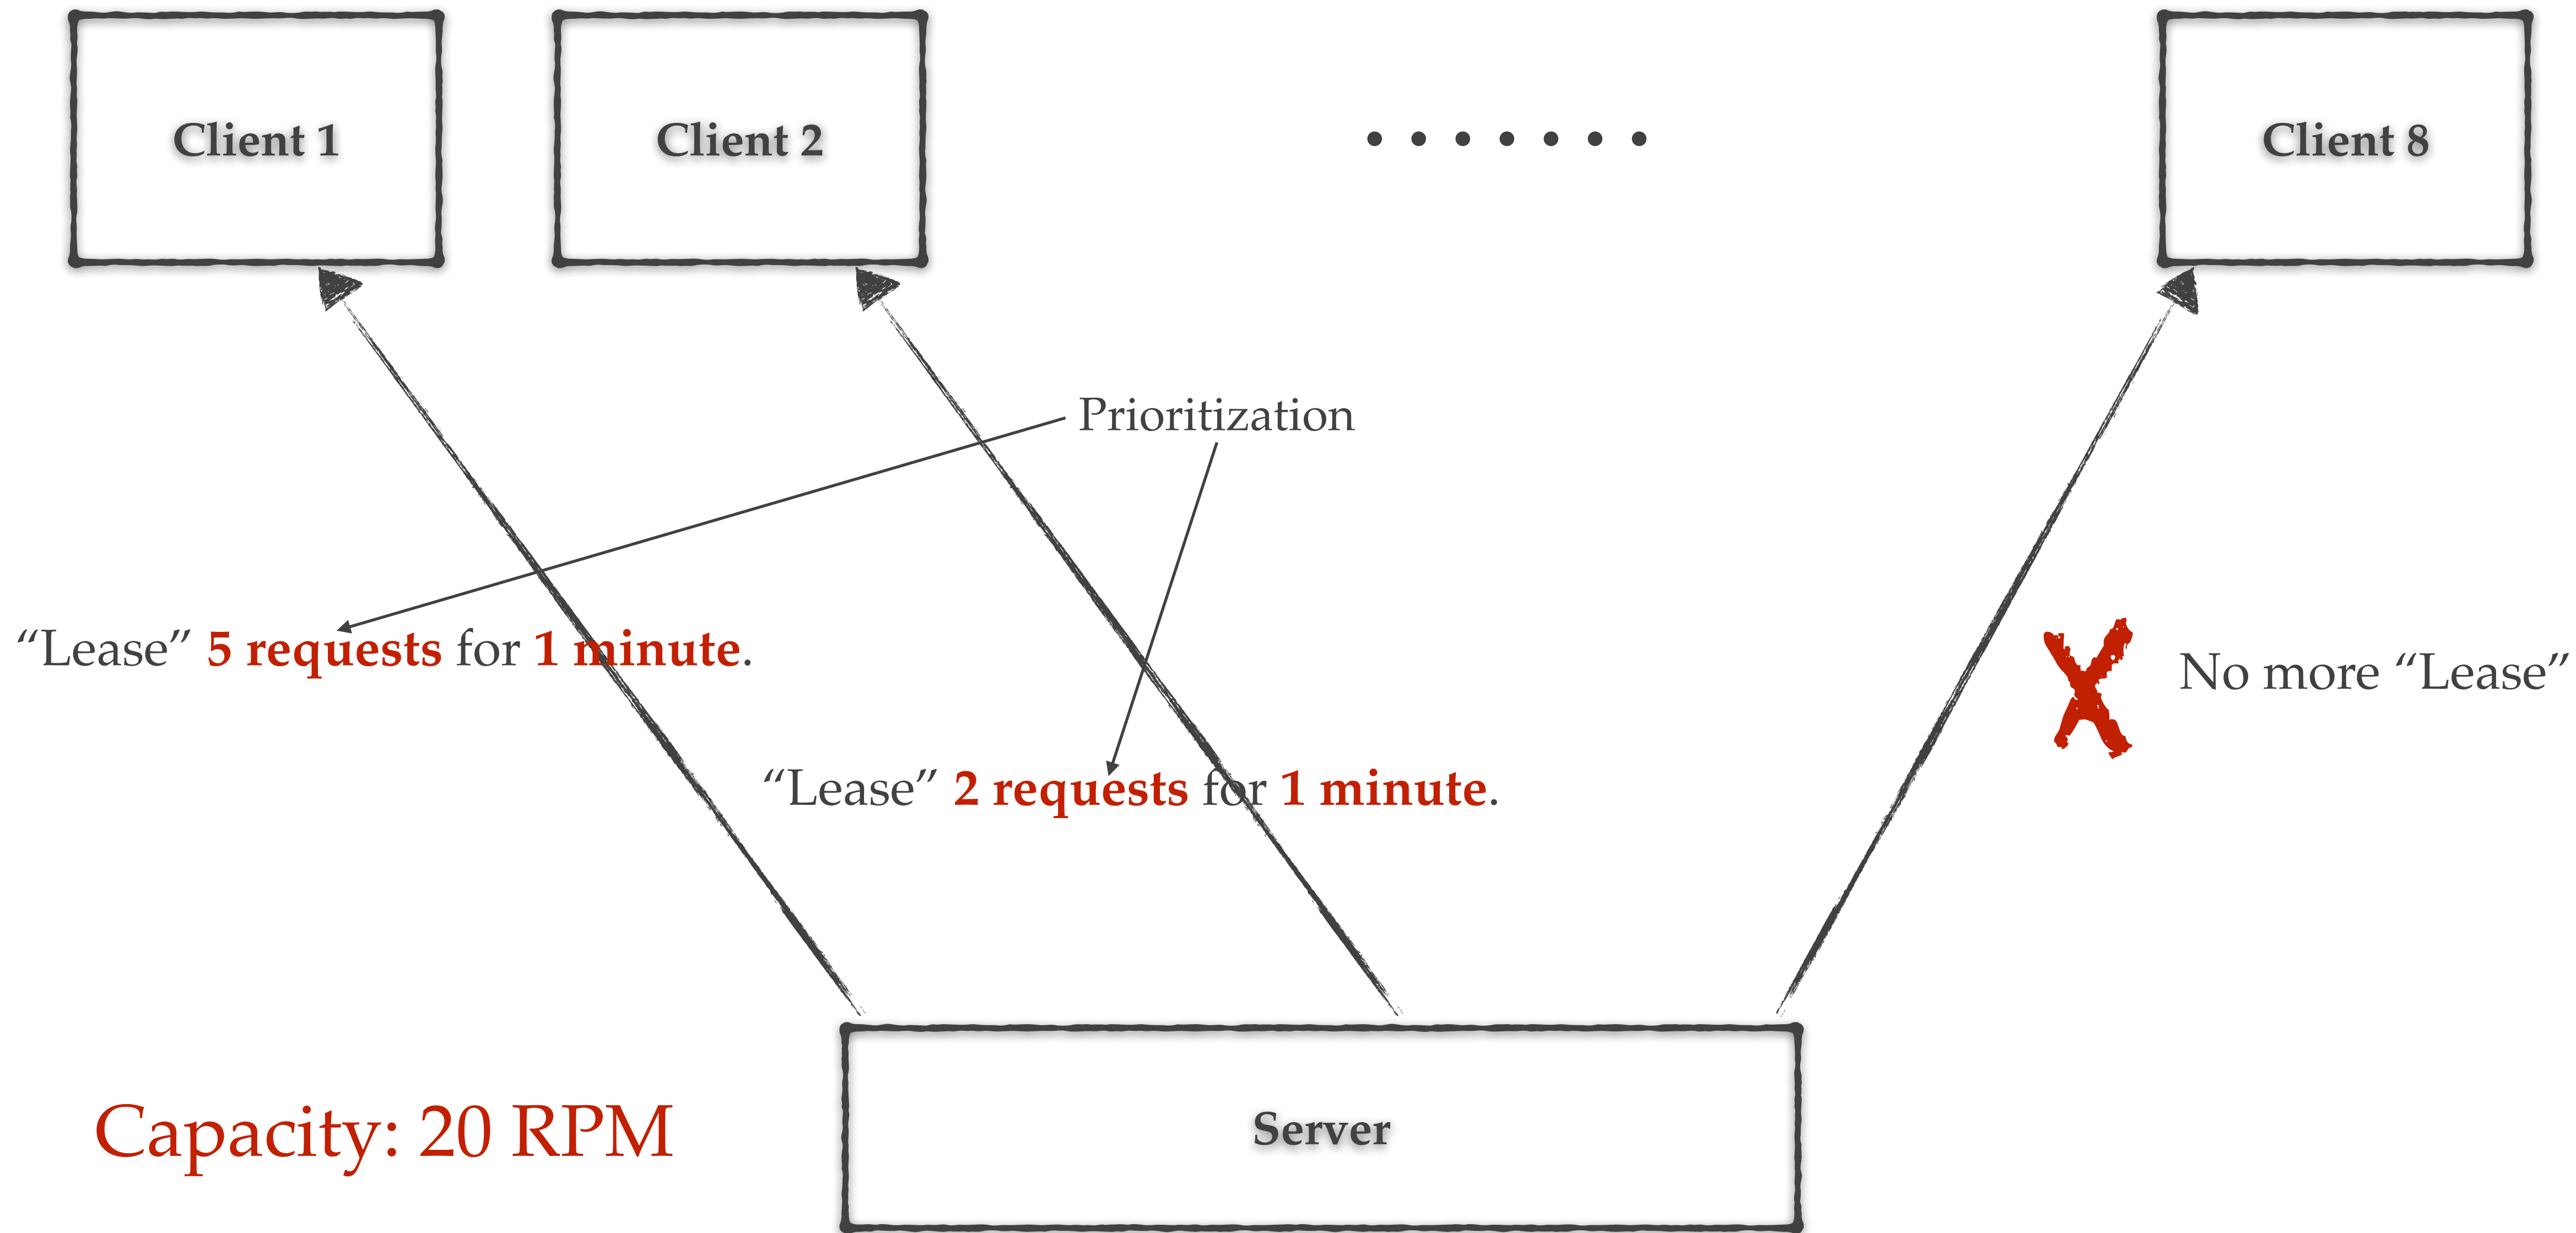 Client 1
Client 2
.......
Client 8
Prioritization
“Lease” 5 requests for 1 minute.
No more “Lease”
“Lease” 2 requests for 1 minute.
Capacity: 20 RPM
Server